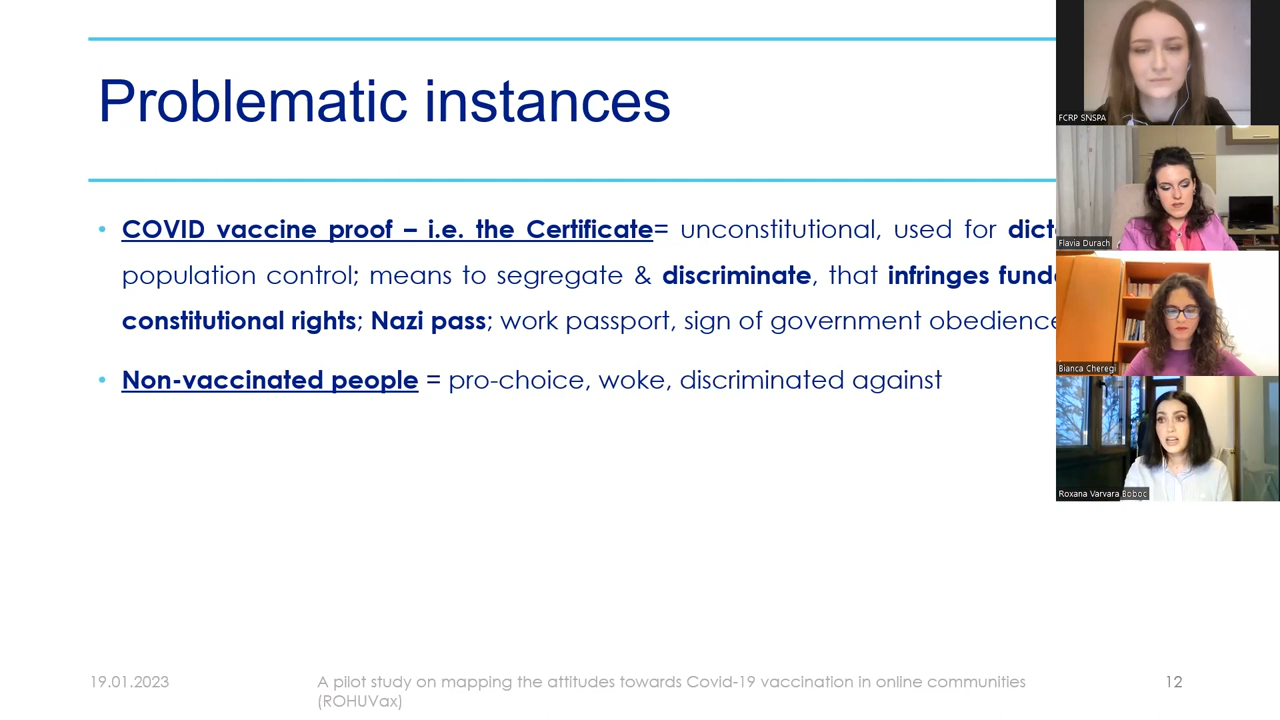 Problematic instances
• COVID vaccine proof – i.e. the Certificate= unconstitutional, used for
population control; means to segregate & discriminate, that infringes
constitutional rights; Nazi pass; work passport, sign of government obedience
• Non-vaccinated people = pro-choice, woke, discriminated against
FCRP SNSPA
Flavia Durach
Bianca Cheregi
Roxana Varvara Boboc
19.01.2023
A pilot study on mapping the attitudes towards Covid-19 vaccination in online communities
(ROHUVax)
12